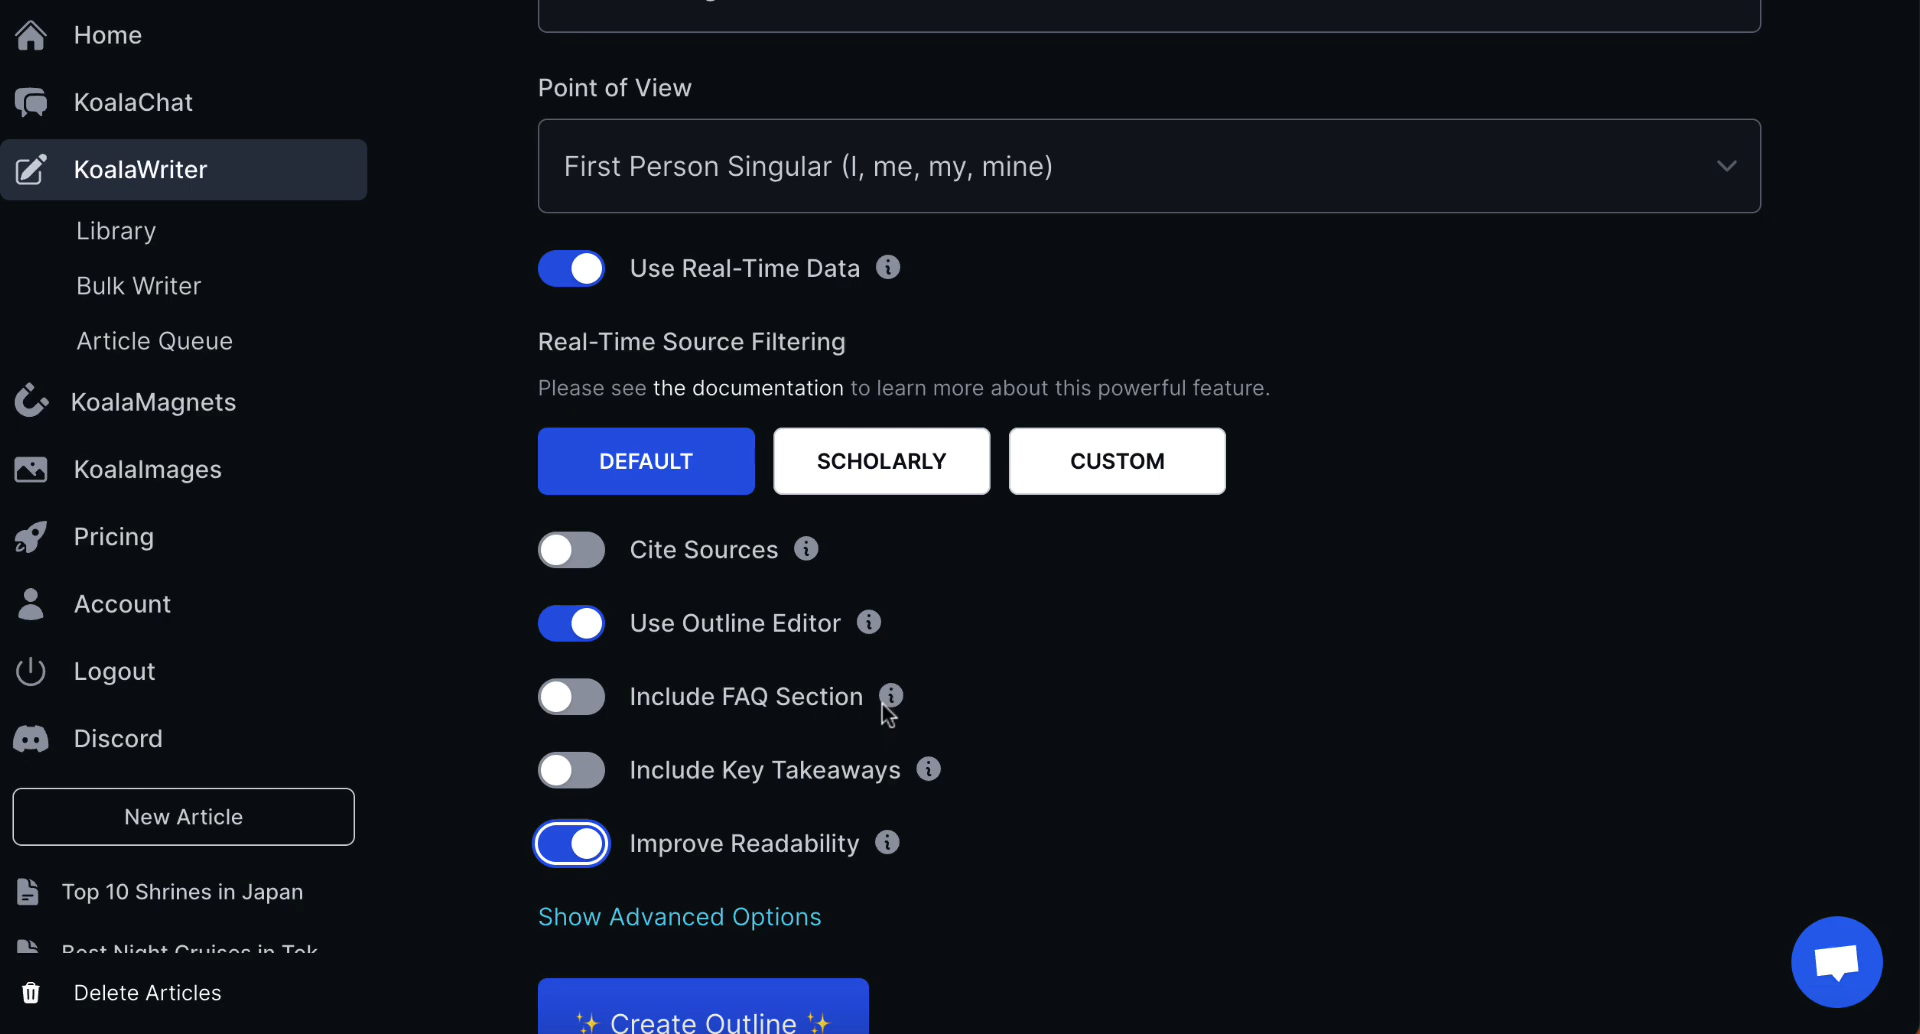 Home
KoalaChat
KoalaWriter
Library
Bulk Writer
Article Queue
KoalaMagnets
KoalaImages
Pricing
Account
Logout
Discord
New Article
Top 10 Shrines in Japan
Best Night Cruises in Tok
Delete Articles
Point of View
First Person Singular (I, me, my, mine)
Use Real-Time Data
Real-Time Source Filtering
Please see the documentation to learn more about this powerful feature.
DEFAULT SCHOLARLY CUSTOM
Cite Sources
Use Outline Editor
Include FAQ Section
Include Key Takeaways
Improve Readability
Show Advanced Options
✨ Create Outline ✨